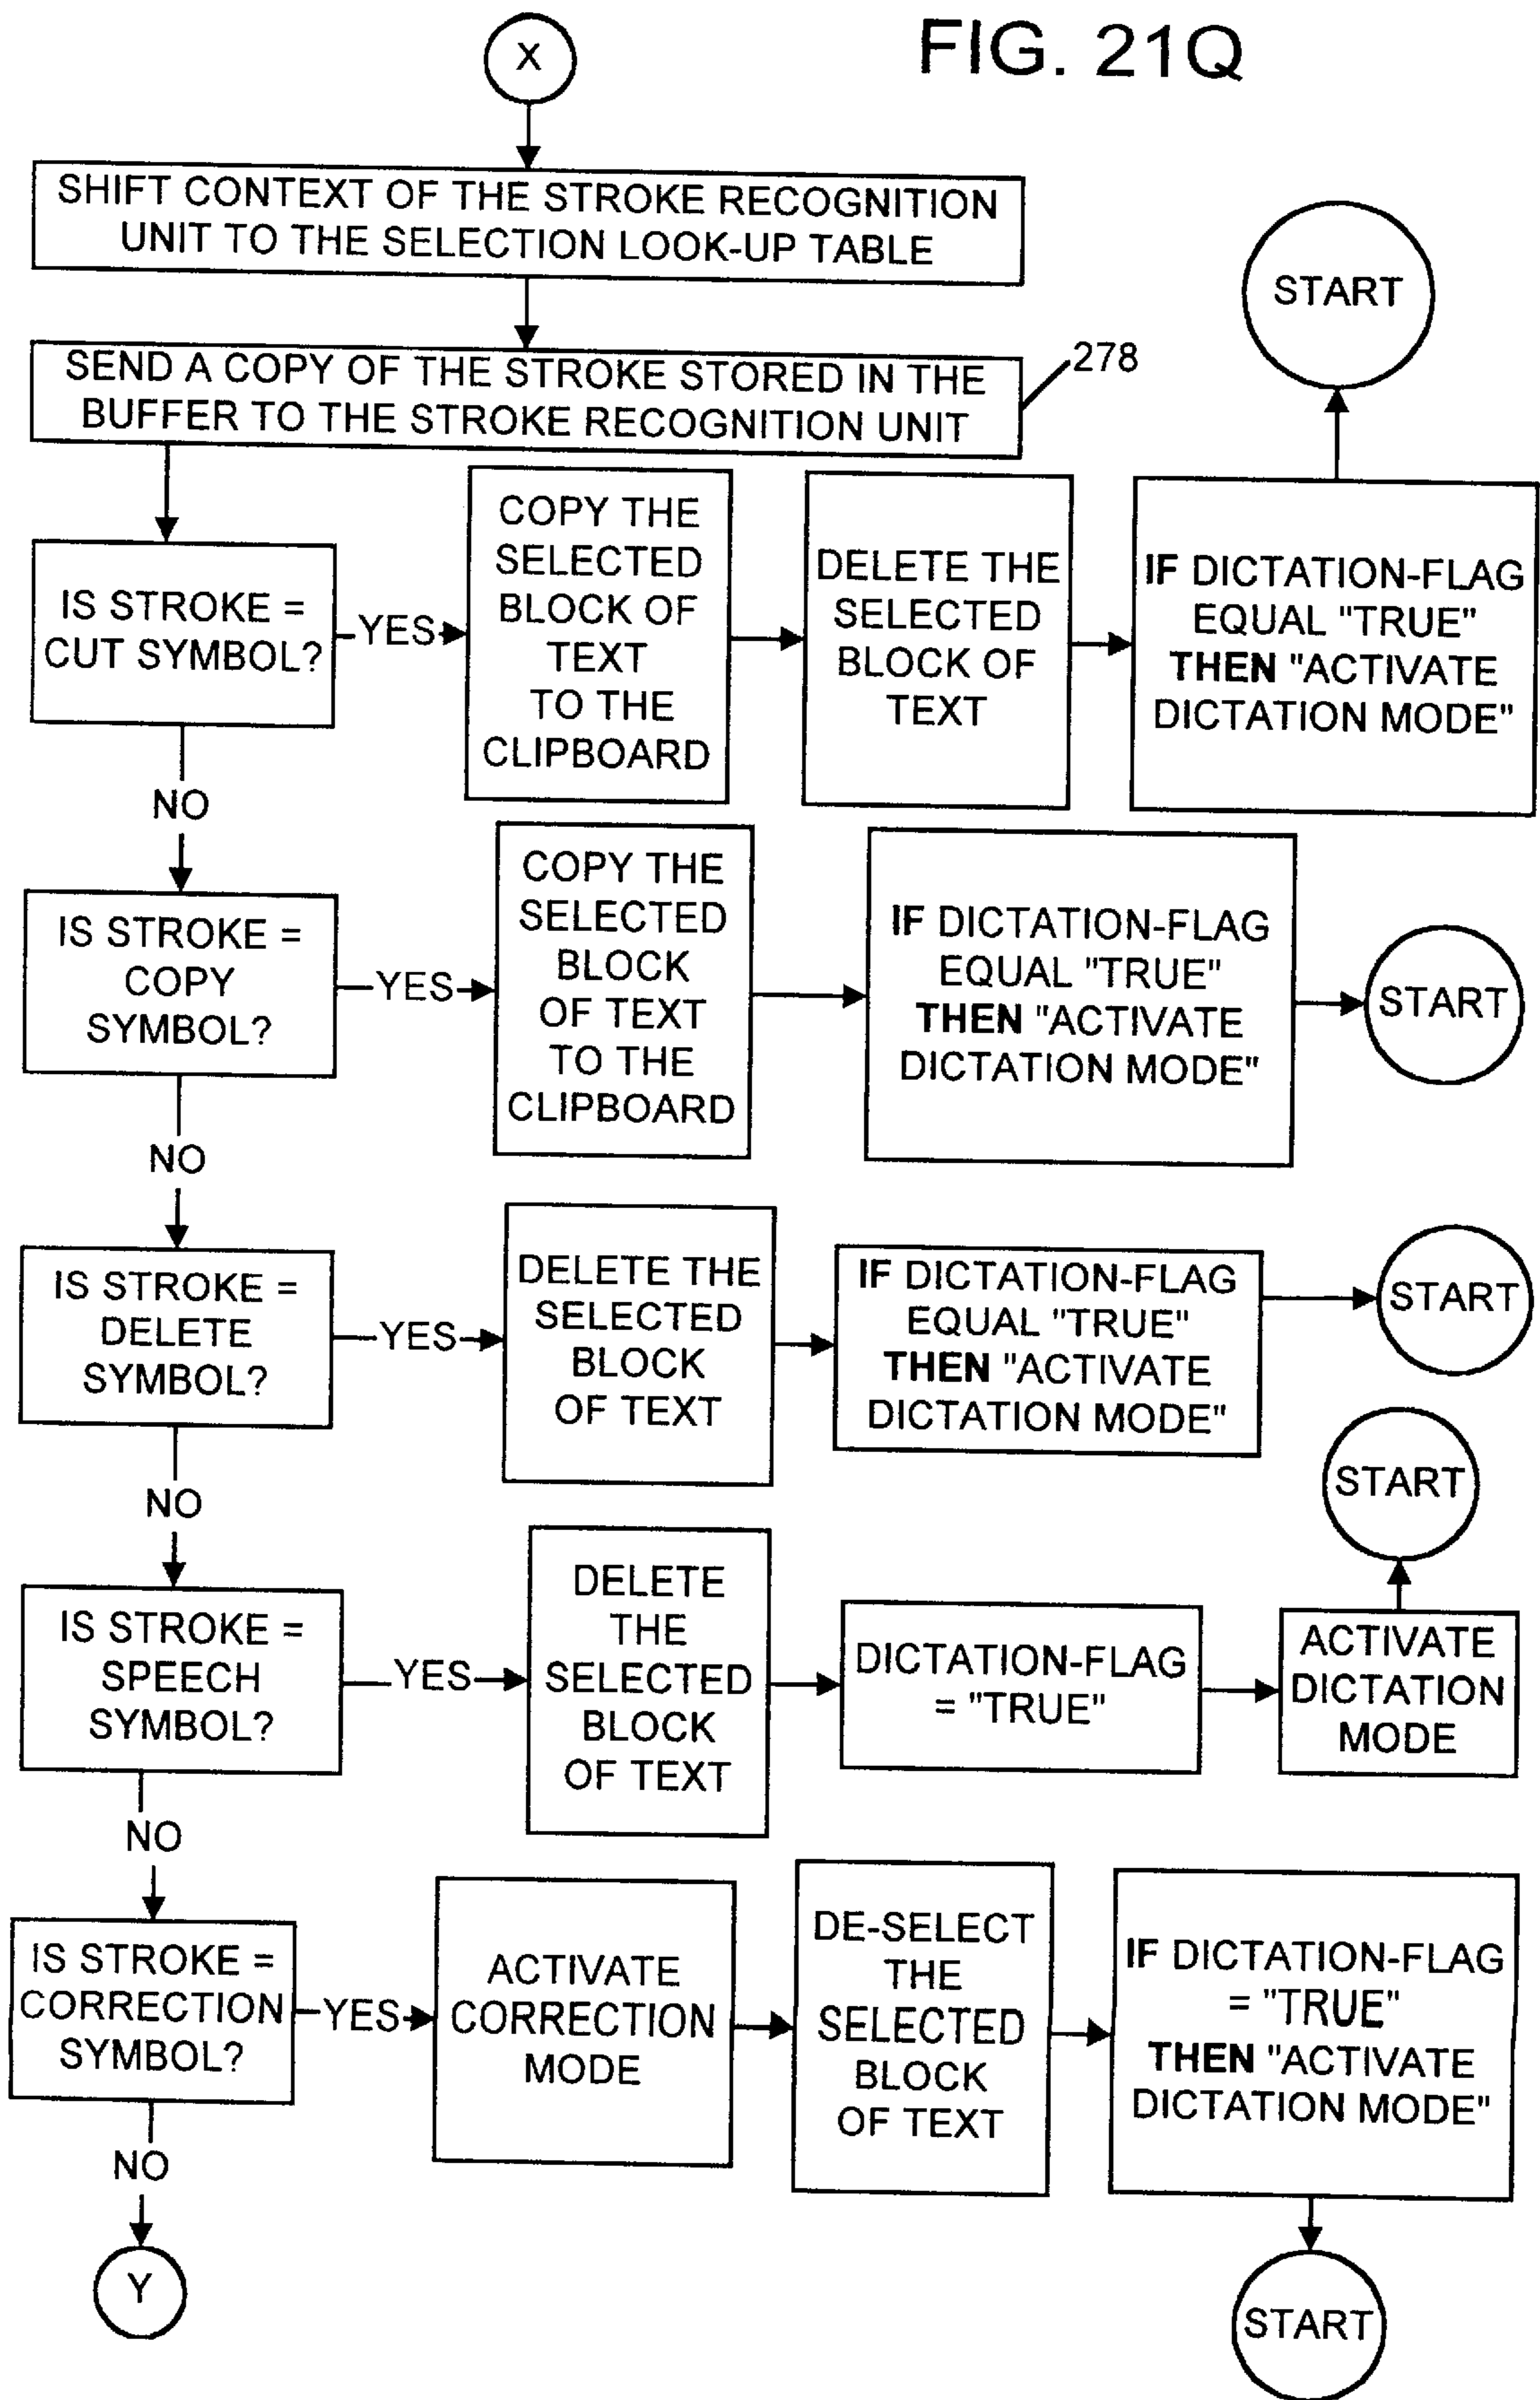 FIG. 21Q
X
SHIFT CONTEXT OF THE STROKE RECOGNITION
UNIT TO THE SELECTION LOOK-UP TABLE
START
SEND A COPY OF THE STROKE STORED IN THE
BUFFER TO THE STROKE RECOGNITION UNIT
278
IS STROKE =
CUT SYMBOL?
YES
COPY THE
SELECTED
BLOCK OF
TEXT
TO THE
CLIPBOARD
DELETE THE
SELECTED
BLOCK OF
TEXT
IF DICTATION-FLAG
EQUAL "TRUE"
THEN "ACTIVATE
DICTATION MODE"
NO
IS STROKE =
COPY
SYMBOL?
YES
COPY THE
SELECTED
BLOCK
OF TEXT
TO THE
CLIPBOARD
IF DICTATION-FLAG
EQUAL "TRUE"
THEN "ACTIVATE
DICTATION MODE"
START
NO
IS STROKE =
DELETE
SYMBOL?
YES
DELETE THE
SELECTED
BLOCK
OF TEXT
IF DICTATION-FLAG
EQUAL "TRUE"
THEN "ACTIVATE
DICTATION MODE"
START
NO
IS STROKE =
SPEECH
SYMBOL?
YES
DELETE
THE
SELECTED
BLOCK
OF TEXT
DICTATION-FLAG
= "TRUE"
ACTIVATE
DICTATION
MODE
START
NO
IS STROKE =
CORRECTION
SYMBOL?
YES
ACTIVATE
CORRECTION
MODE
DE-SELECT
THE
SELECTED
BLOCK
OF TEXT
IF DICTATION-FLAG
= "TRUE"
THEN "ACTIVATE
DICTATION MODE"
NO
Y
START